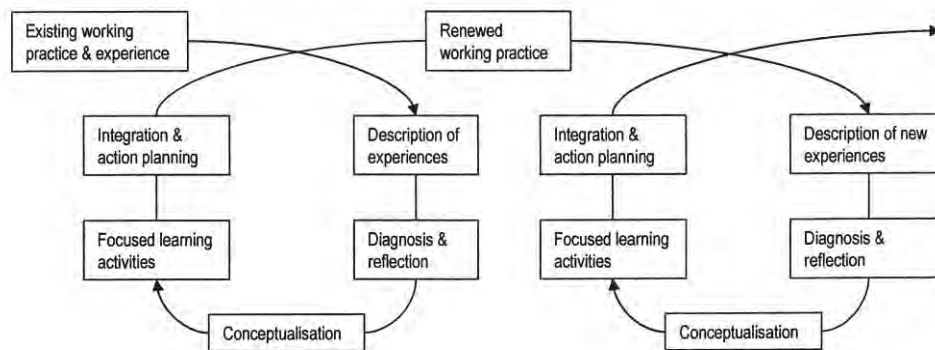 Existing working
practice & experience
Renewed
working practice
Integration &
action planning
Description of
experiences
Integration &
action planning
Description of new
experiences
Focused learning
activities
Diagnosis &
reflection
Focused learning
activities
Diagnosis &
reflection
Conceptualisation
Conceptualisation